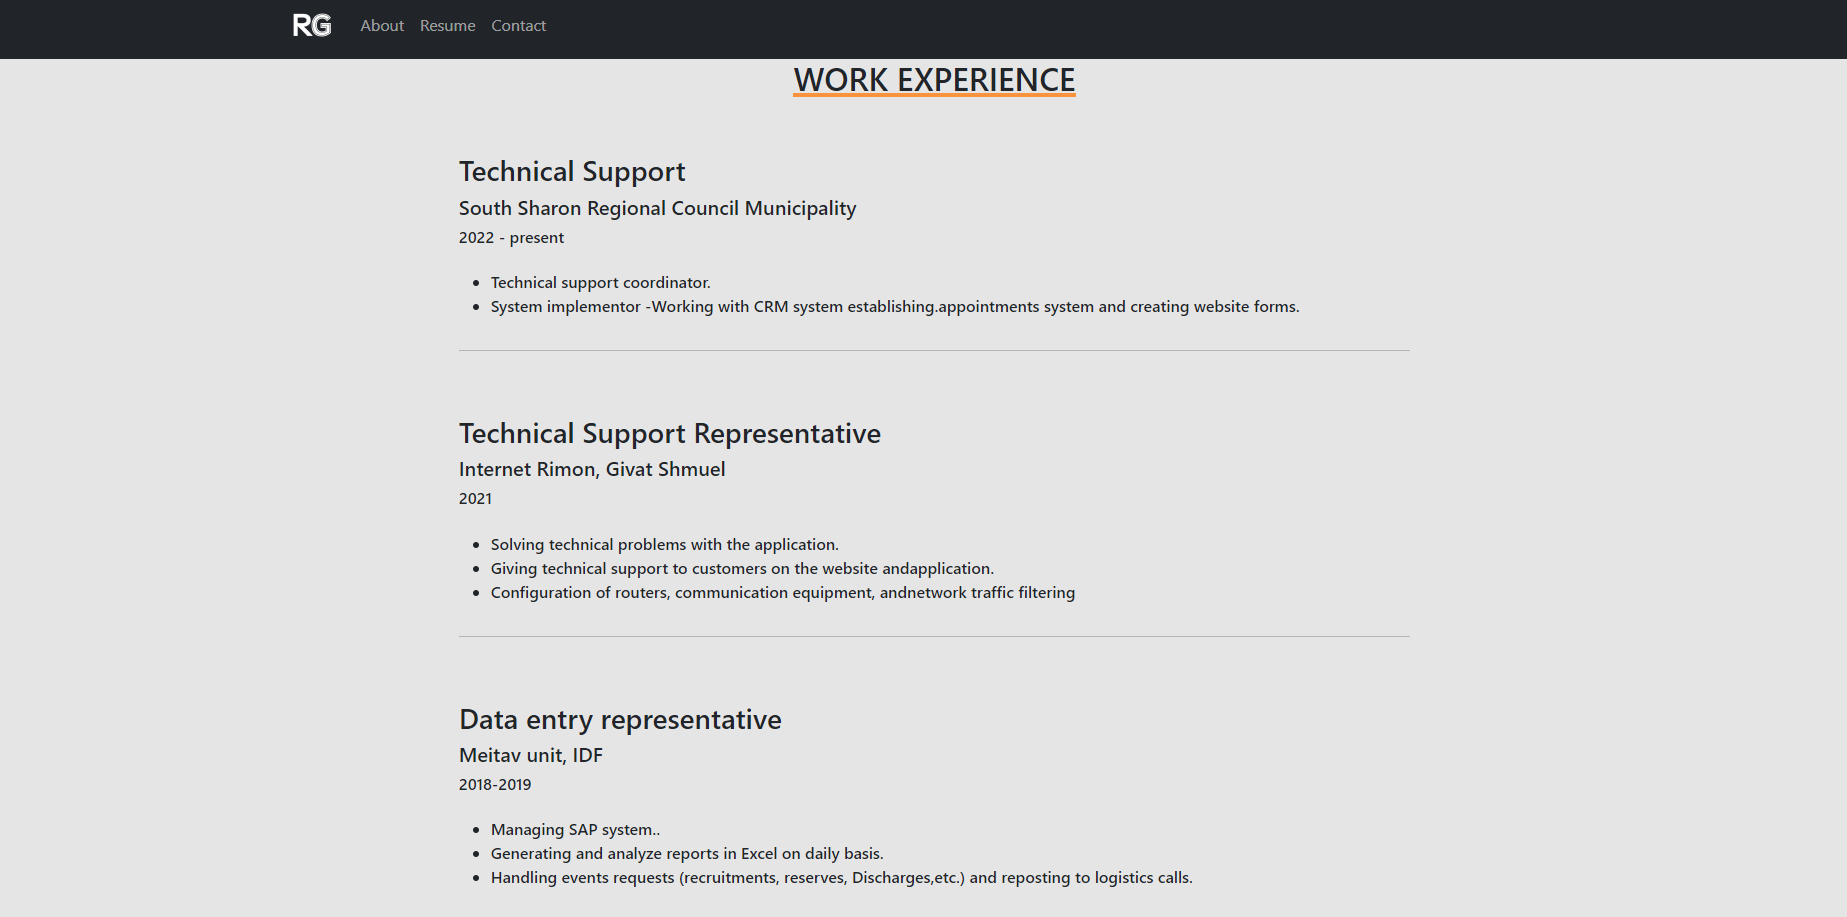 RG About Resume Contact
WORK EXPERIENCE
Technical Support
South Sharon Regional Council Municipality
2022 - present
Technical support coordinator.
System implementor -Working with CRM system establishing.appointments system and creating website forms.
Technical Support Representative
Internet Rimon, Givat Shmuel
2021
Solving technical problems with the application.
Giving technical support to customers on the website andapplication.
Configuration of routers, communication equipment, andnetwork traffic filtering
Data entry representative
Meitav unit, IDF
2018-2019
Managing SAP system..
Generating and analyze reports in Excel on daily basis.
Handling events requests (recruitments, reserves, Discharges,etc.) and reposting to logistics calls.